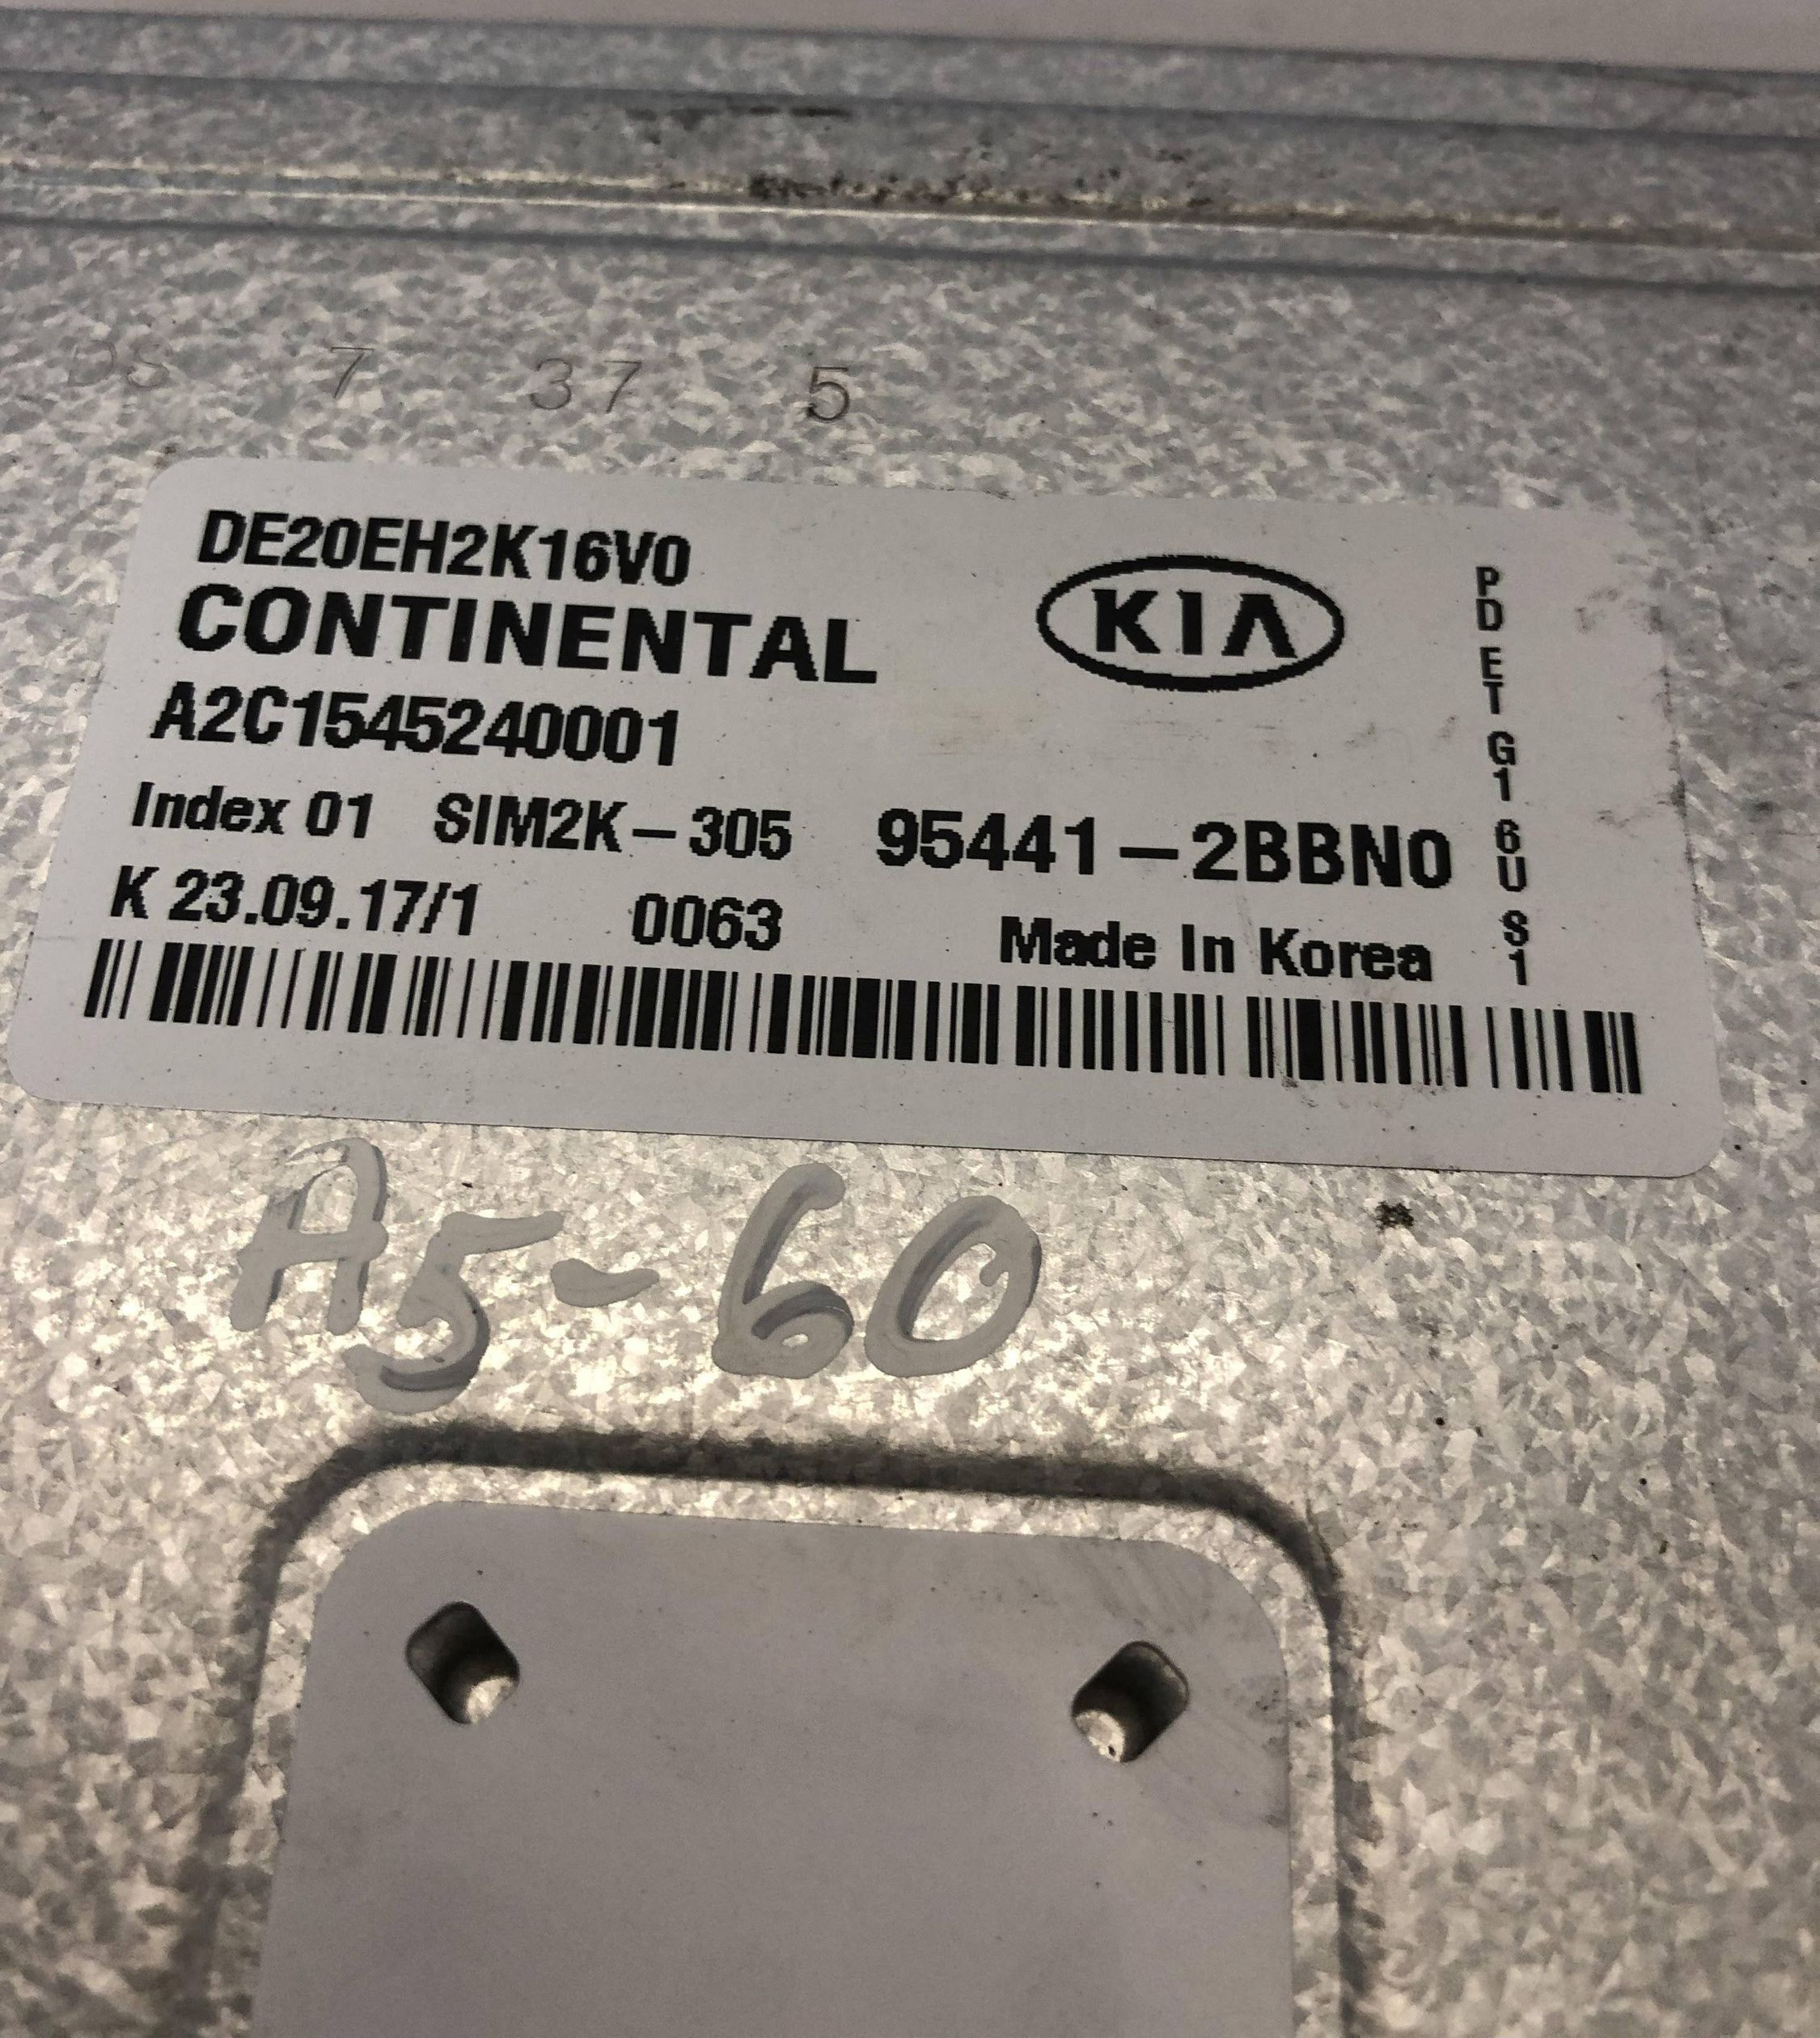 7 37 5
DE20EH2K16V0
CONTINENTAL
KIA
A2C1545240001
Index 01 SIM2K-305 95441-2BBN0
K 23.09.17/1 0063 Made In Korea
PD ET G1 6U S1
A5-60